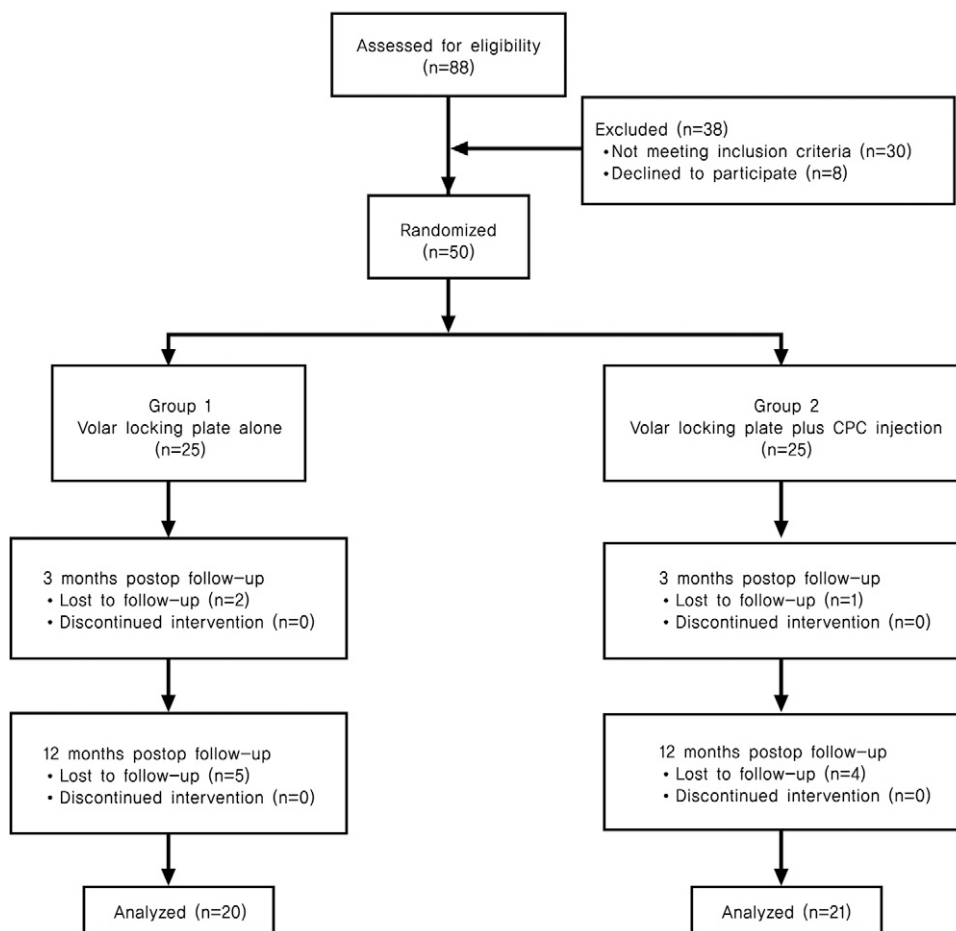 Assessed for eligibility
(n=88)
Excluded (n=38)
•Not meeting inclusion criteria (n=30)
•Declined to participate (n=8)
Randomized
(n=50)
Group 1
Volar locking plate alone
(n=25)
Group 2
Volar locking plate plus CPC injection
(n=25)
3 months postop follow-up
• Lost to follow-up (n=2)
• Discontinued intervention (n=0)
3 months postop follow-up
• Lost to follow-up (n=1)
• Discontinued intervention (n=0)
12 months postop follow-up
• Lost to follow-up (n=5)
• Discontinued intervention (n=0)
12 months postop follow-up
• Lost to follow-up (n=4)
• Discontinued intervention (n=0)
Analyzed (n=20)
Analyzed (n=21)